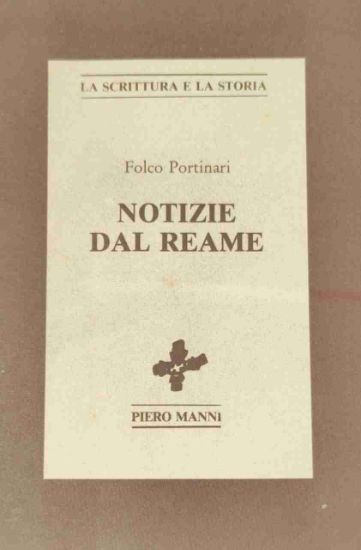 LA SCRITTURA E LA STORIA
Folco Portinari
NOTIZIE
DAL REAME
PIERO MANNI